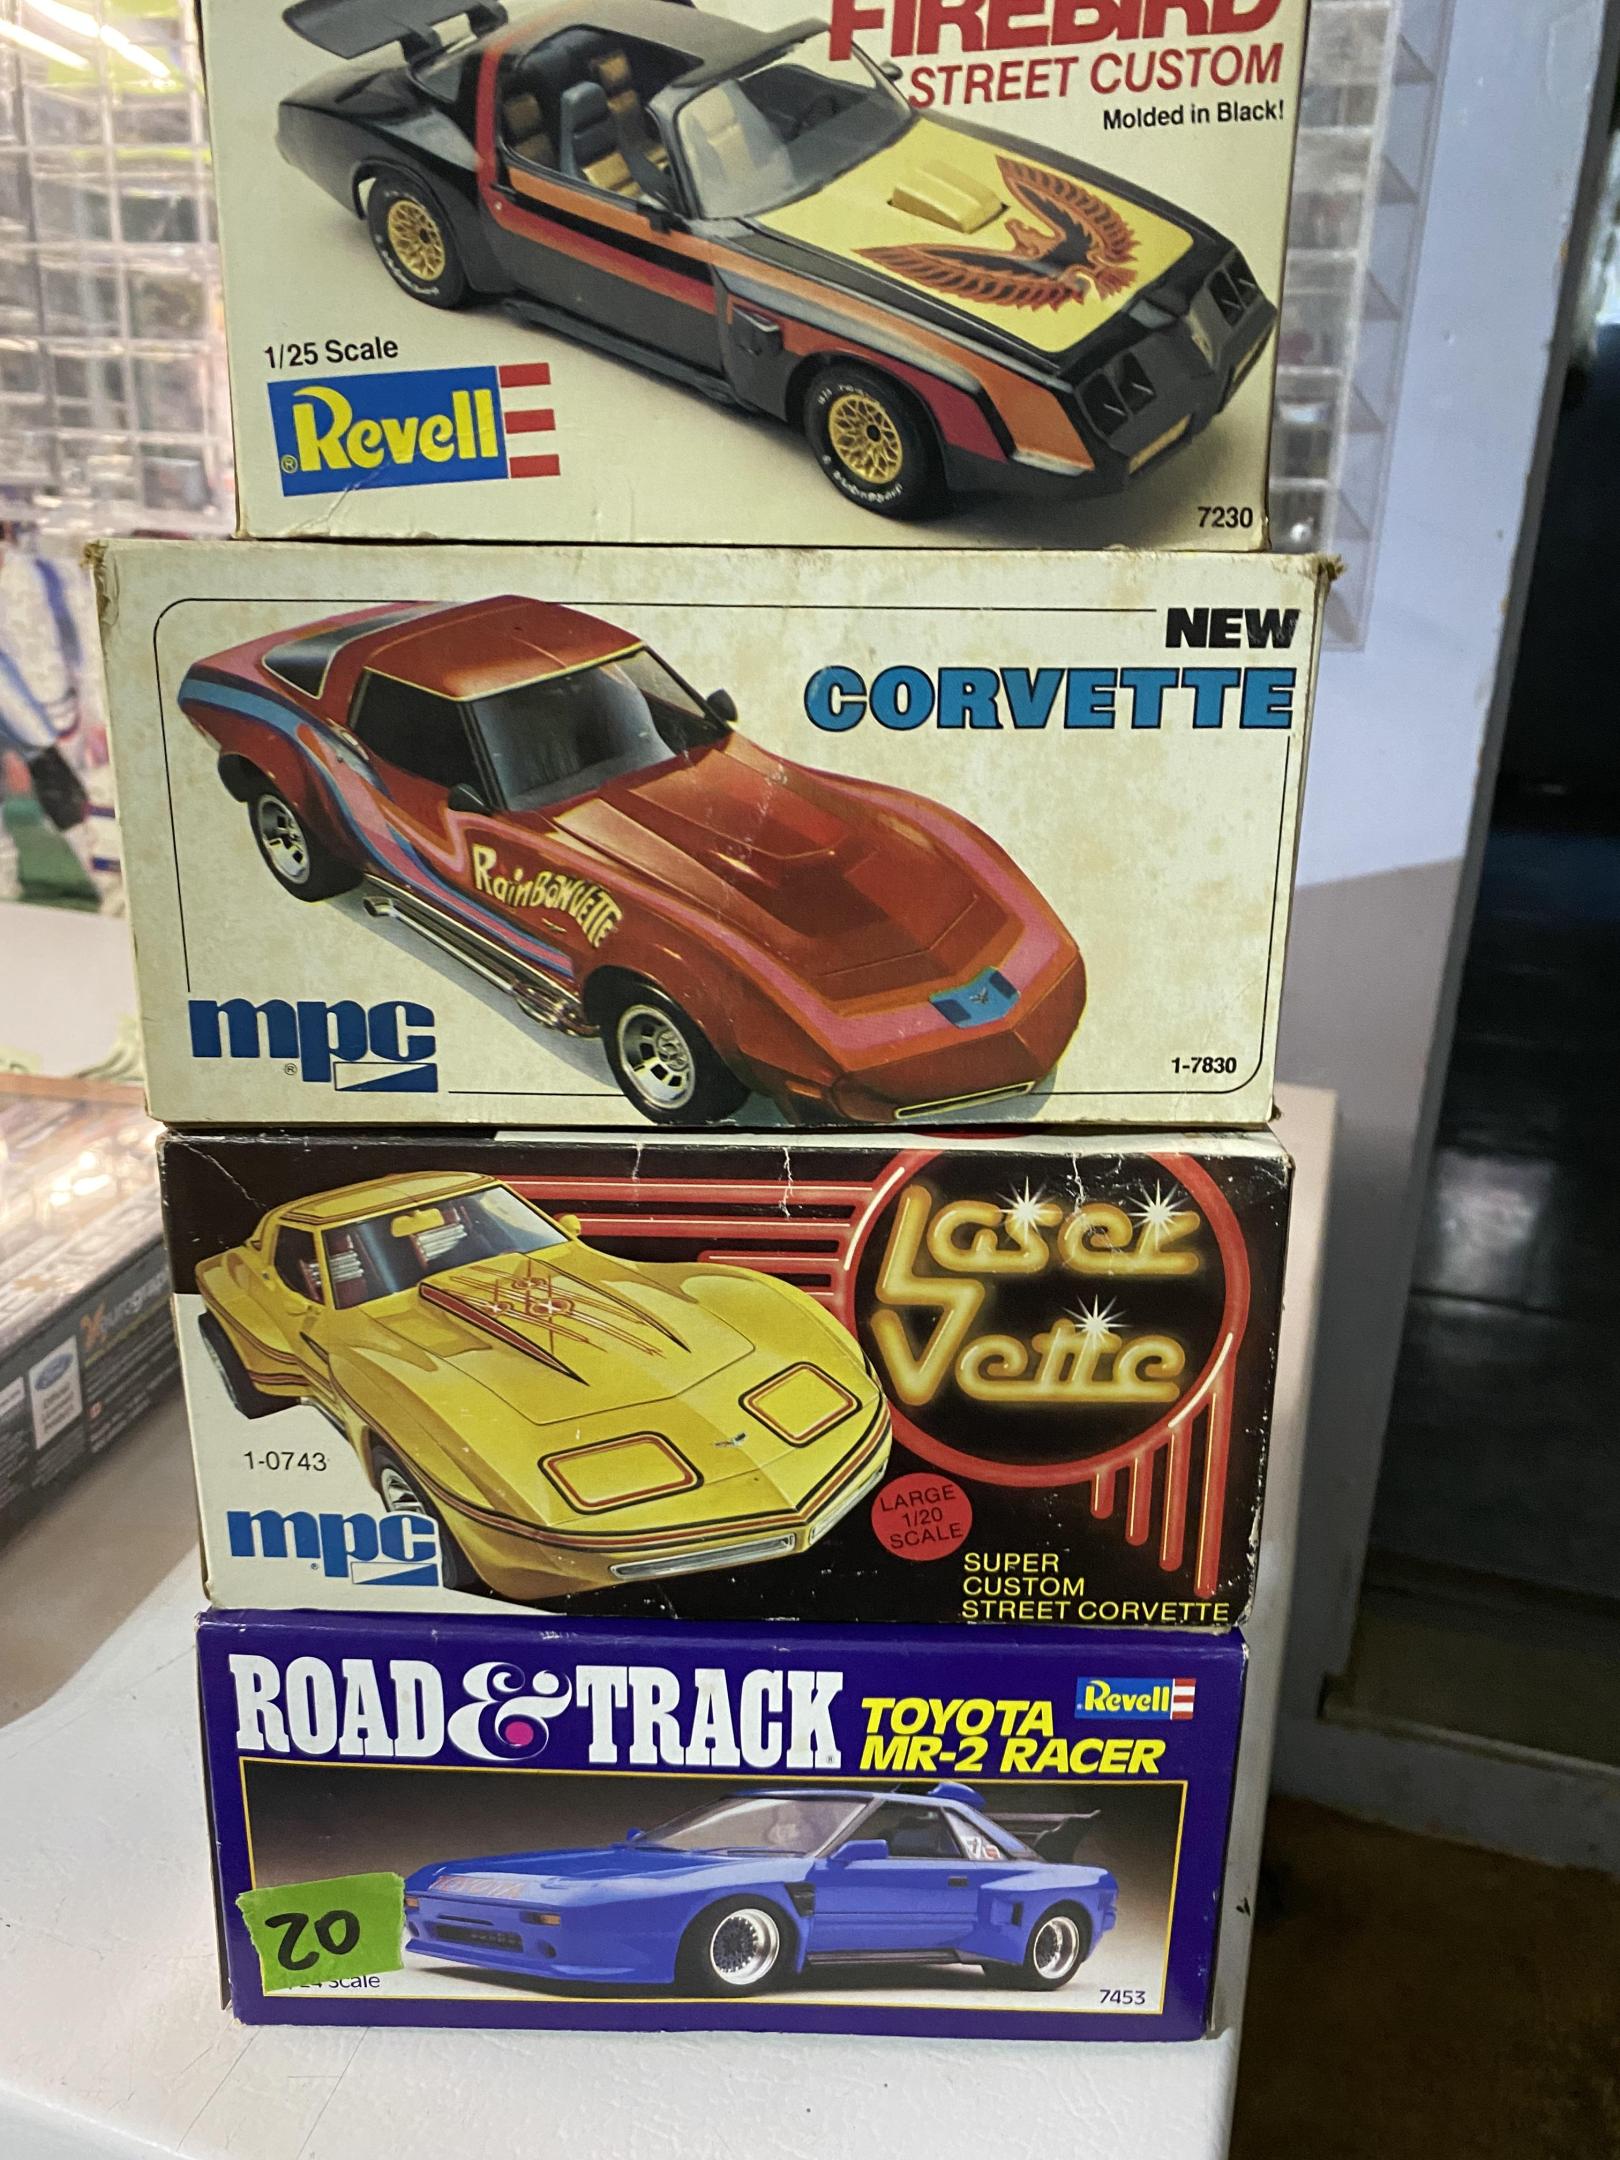 FIREBIRD
STREET CUSTOM
Molded in Black!
1/25 Scale
® Revell
7230
NEW
CORVETTE
RainBowVette
mpc
®
1-7830
Laser
Vette
1-0743
mpc
®
LARGE
1/20
SCALE
SUPER
CUSTOM
STREET CORVETTE
ROAD & TRACK
TOYOTA
MR-2 RACER
Revell
TOYOTA
20
Scale
7453
Ford